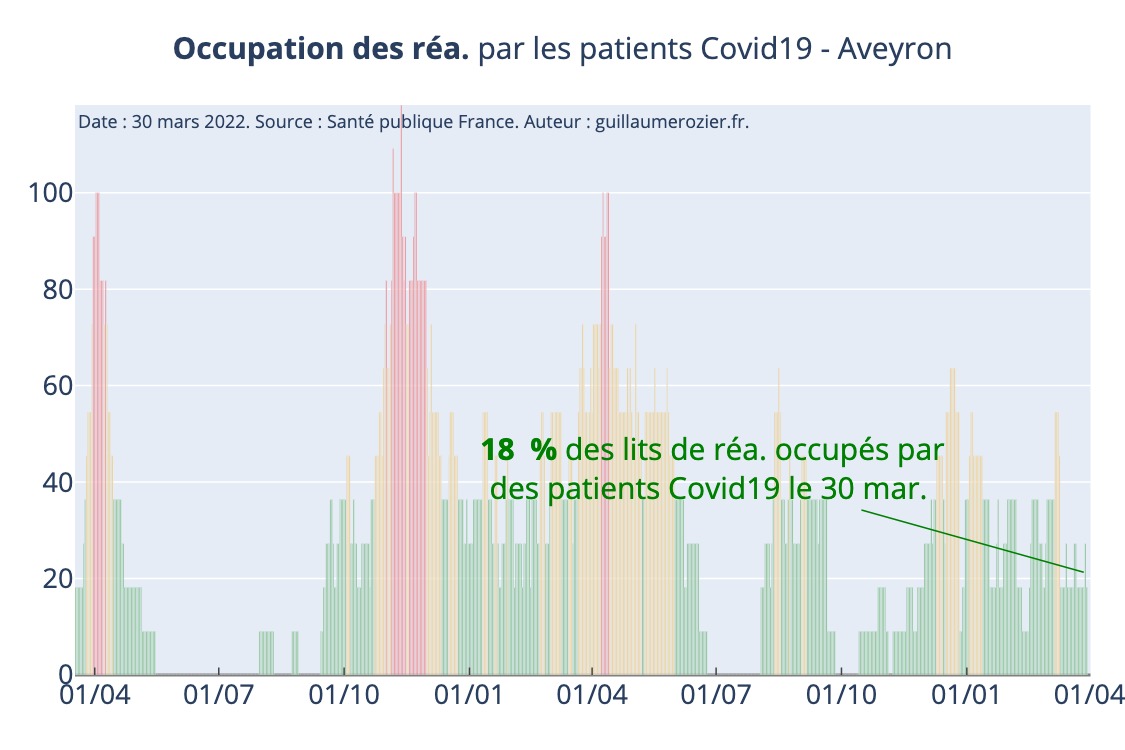 Occupation des réa. par les patients Covid19 - Aveyron
Date : 30 mars 2022. Source : Santé publique France. Auteur : guillaumerozier.fr.
100
80
60
40
20
0
18 % des lits de réa. occupés par
des patients Covid19 le 30 mar.
01/04 01/07 01/10 01/01 01/04 01/07 01/10 01/01 01/04